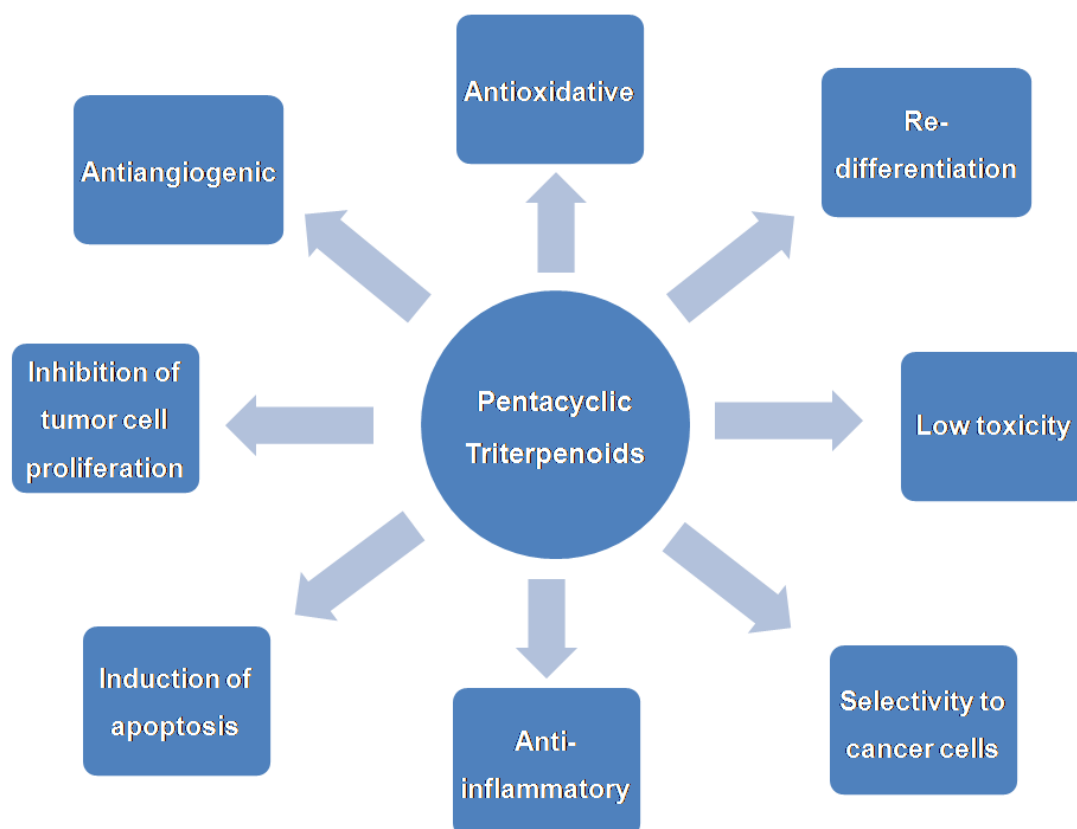 Antioxidative
Re-
differentiation
Antiangiogenic
Inhibition of
tumor cell
proliferation
Pentacyclic
Triterpenoids
Low toxicity
Induction of
apoptosis
Anti-
inflammatory
Selectivity to
cancer cells